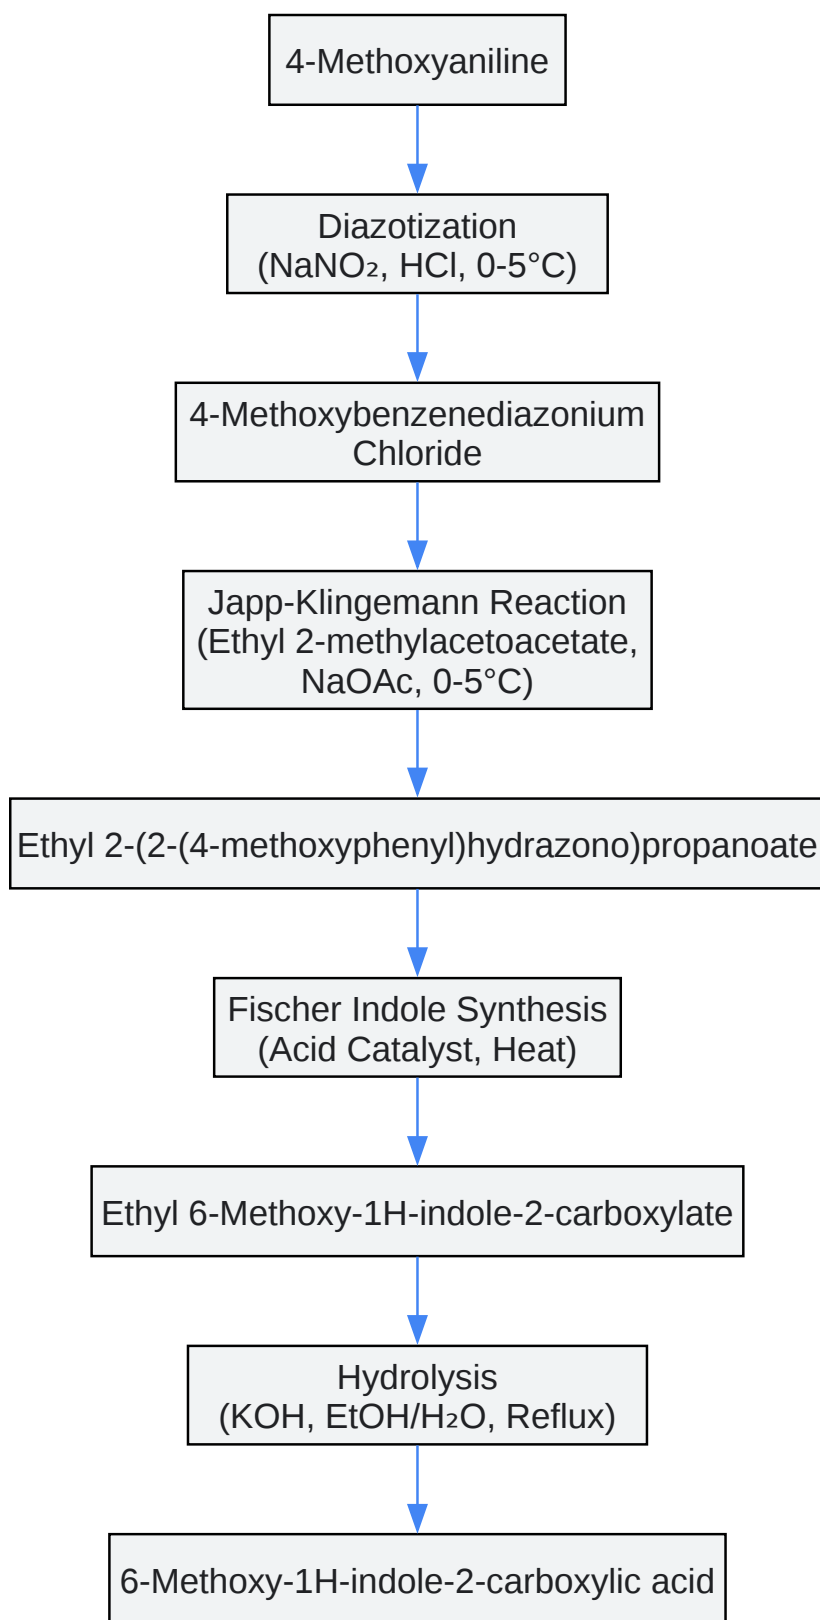 4-Methoxyaniline
Diazotization
(NaNO₂, HCl, 0-5°C)
4-Methoxybenzenediazonium
Chloride
Japp-Klingemann Reaction
(Ethyl 2-methylacetoacetate,
NaOAc, 0-5°C)
Ethyl 2-(2-(4-methoxyphenyl)hydrazono)propanoate
Fischer Indole Synthesis
(Acid Catalyst, Heat)
Ethyl 6-Methoxy-1H-indole-2-carboxylate
Hydrolysis
(KOH, EtOH/H₂O, Reflux)
6-Methoxy-1H-indole-2-carboxylic acid